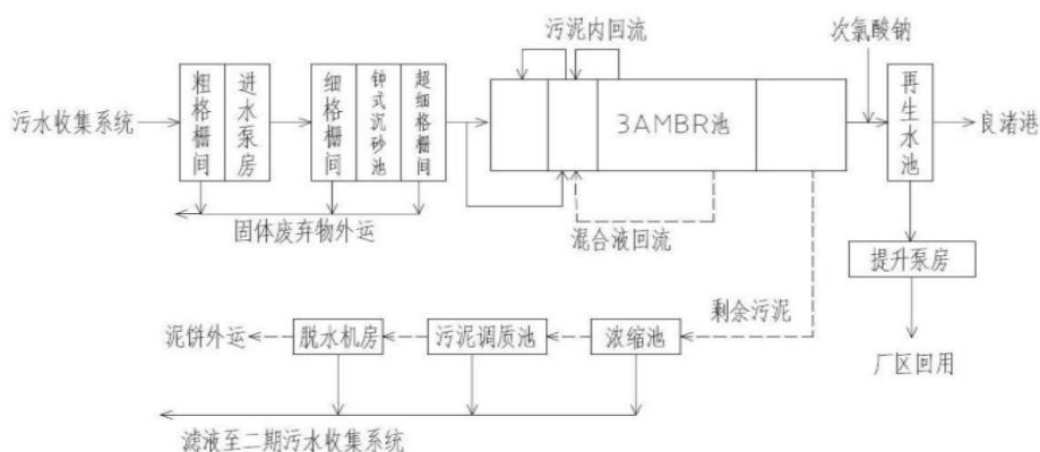 污泥内回流
次氯酸钠
污水收集系统
粗格栅间
进水泵房
细格栅间
钟式沉砂池
超细格栅间
3AMBR池
再生水池
良渚港
固体废弃物外运
混合液回流
提升泵房
剩余污泥
泥饼外运
脱水机房
污泥调质池
浓缩池
厂区回用
滤液至二期污水收集系统